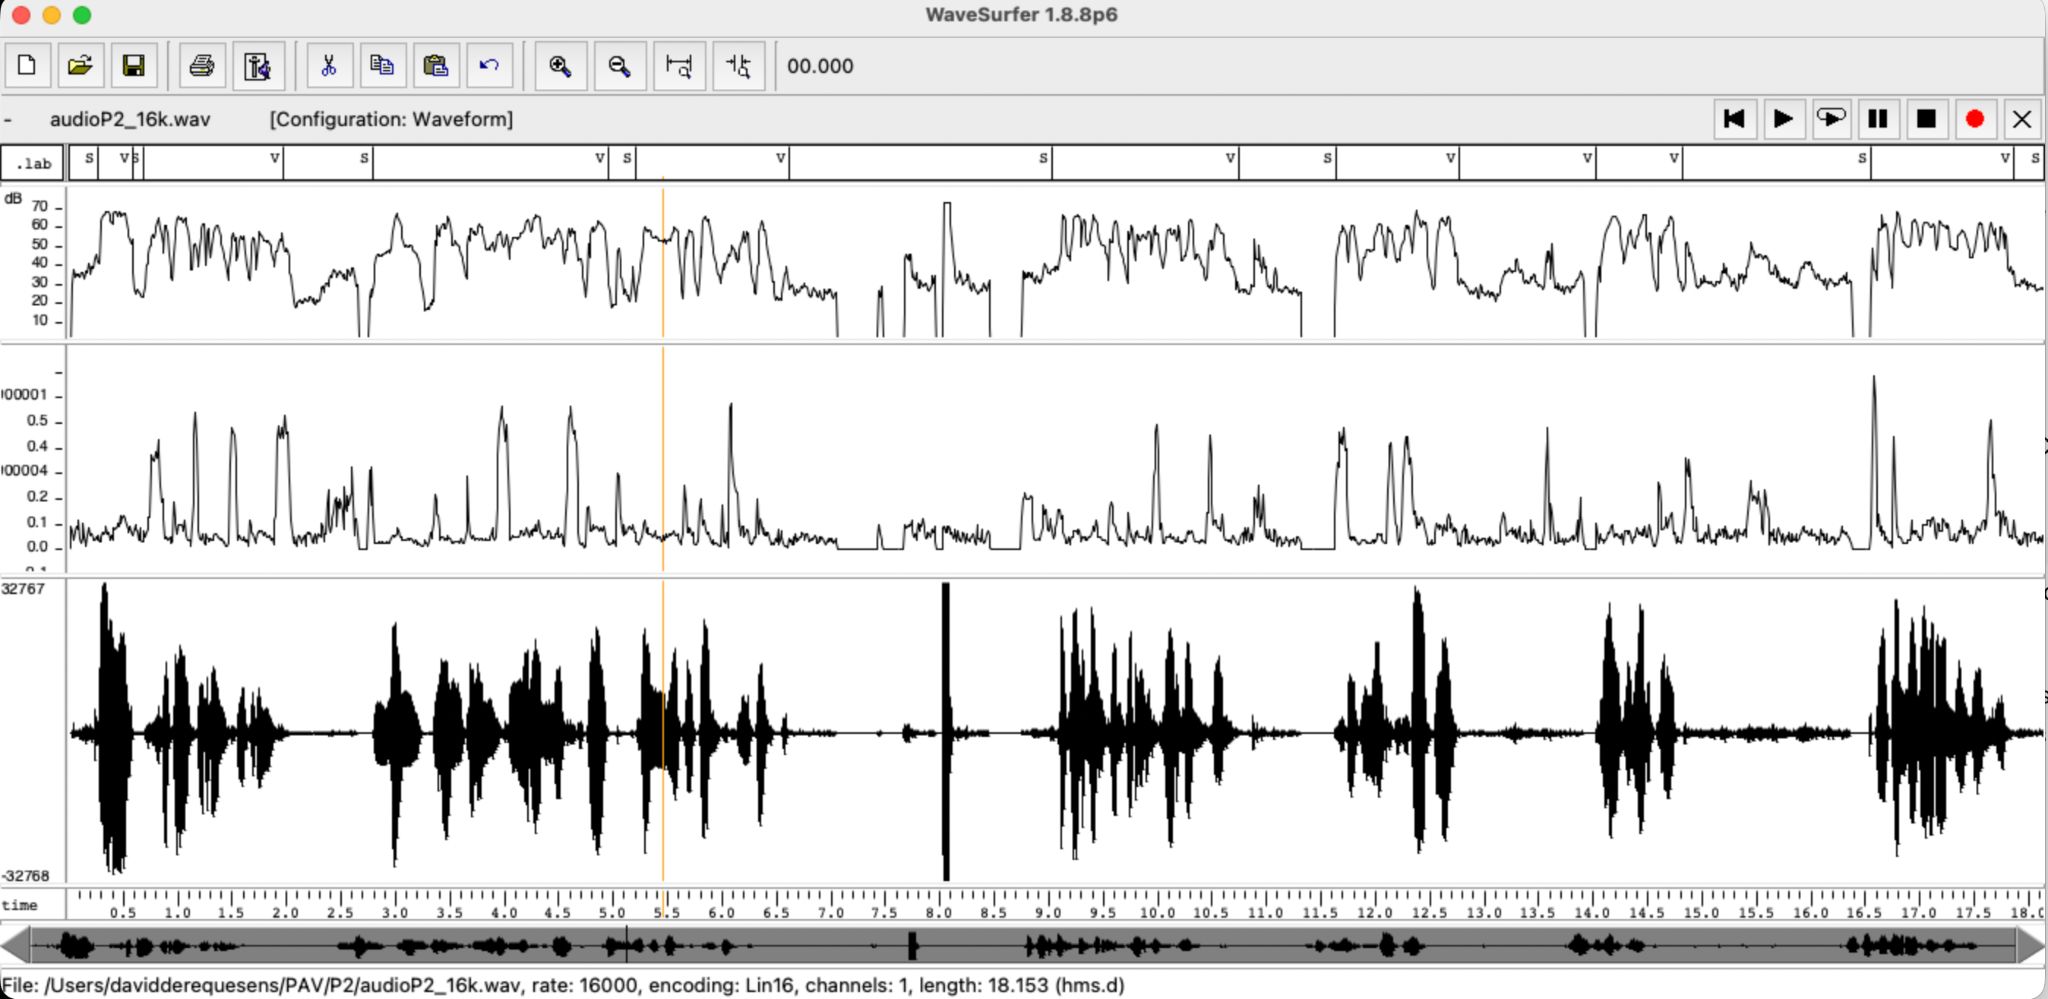 WaveSurfer 1.8.8p6
00.000
- audioP2_16k.wav [Configuration: Waveform]
.lab S V S V S V S V S V S V V V S V S
dB
70
60
50
40
30
20
10
000001
0.5
0.4
000004
0.2
0.1
0.0
32767
-32768
time 0.5 1.0 1.5 2.0 2.5 3.0 3.5 4.0 4.5 5.0 5.5 6.0 6.5 7.0 7.5 8.0 8.5 9.0 9.5 10.0 10.5 11.0 11.5 12.0 12.5 13.0 13.5 14.0 14.5 15.0 15.5 16.0 16.5 17.0 17.5 18.0
File: /Users/davidderequesens/PAV/P2/audioP2_16k.wav, rate: 16000, encoding: Lin16, channels: 1, length: 18.153 (hms.d)